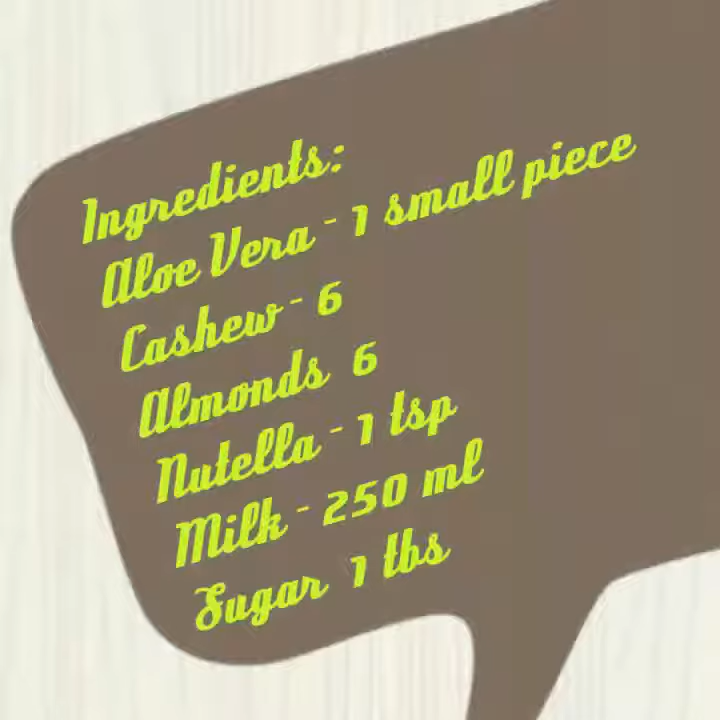 Ingredients:
Aloe Vera - 1 small piece
Cashew - 6
Almonds 6
Nutella - 1 tsp
Milk - 250 ml
Sugar 1 tbs